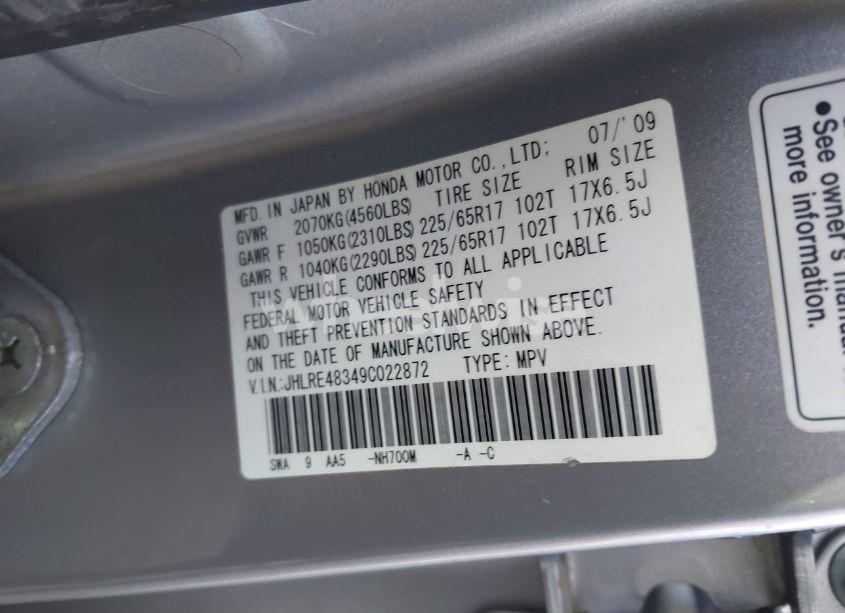 MFD. IN JAPAN BY HONDA MOTOR CO.,LTD; 07/'09
GVWR 2070KG(4560LBS) TIRE SIZE RIM SIZE
GAWR F 1050KG(2310LBS) 225/65R17 102T 17X6.5J
GAWR R 1040KG(2290LBS) 225/65R17 102T 17X6.5J
THIS VEHICLE CONFORMS TO ALL APPLICABLE
FEDERAL MOTOR VEHICLE SAFETY
AND THEFT PREVENTION STANDARDS IN EFFECT
ON THE DATE OF MANUFACTURE SHOWN ABOVE.
V.I.N.:JHLRE48349C022872 TYPE: MPV
SWA 9 AA5 -NH700M -A -C
●See owner's
more information.